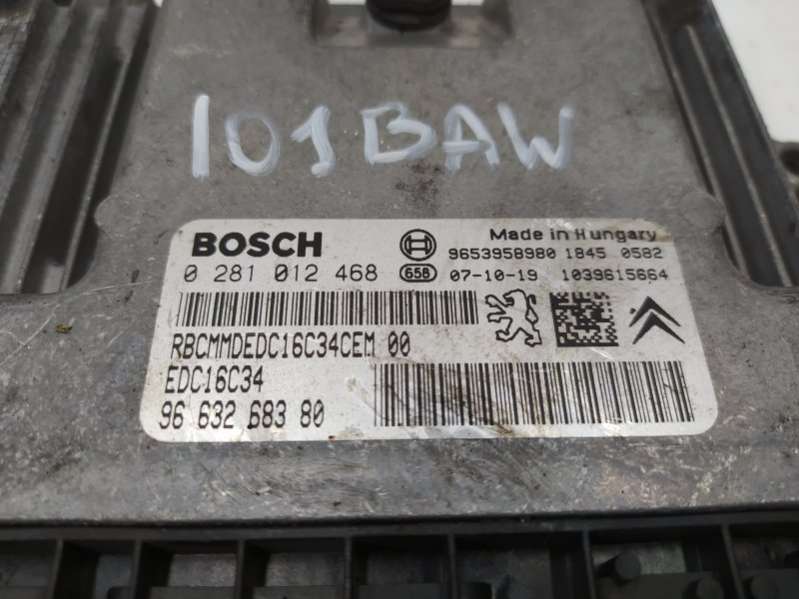 101BAW
BOSCH
Made in Hungary
9653958980 1845 0582
0 281 012 468 658 07-10-19 1039615664
RBCMMDEDC16C34CEM 00
EDC16C34
96 632 683 80